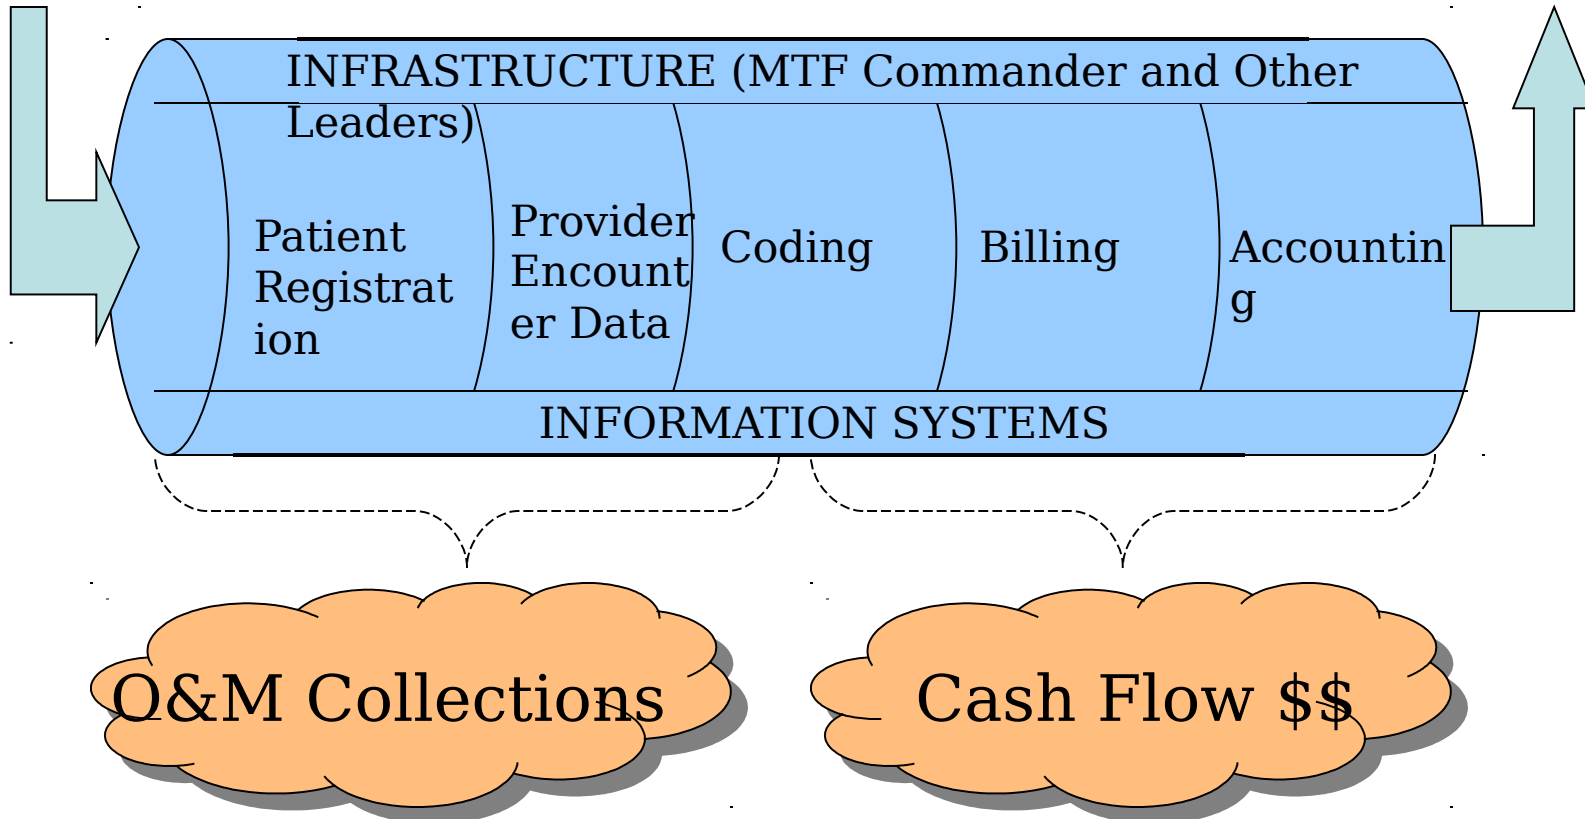 INFRASTRUCTURE (MTF Commander and Other
Leaders)
Patient
Registrat
ion
Provider
Encount
er Data
Coding
Billing
Accountin
g
INFORMATION SYSTEMS
O&M Collections
Cash Flow $$